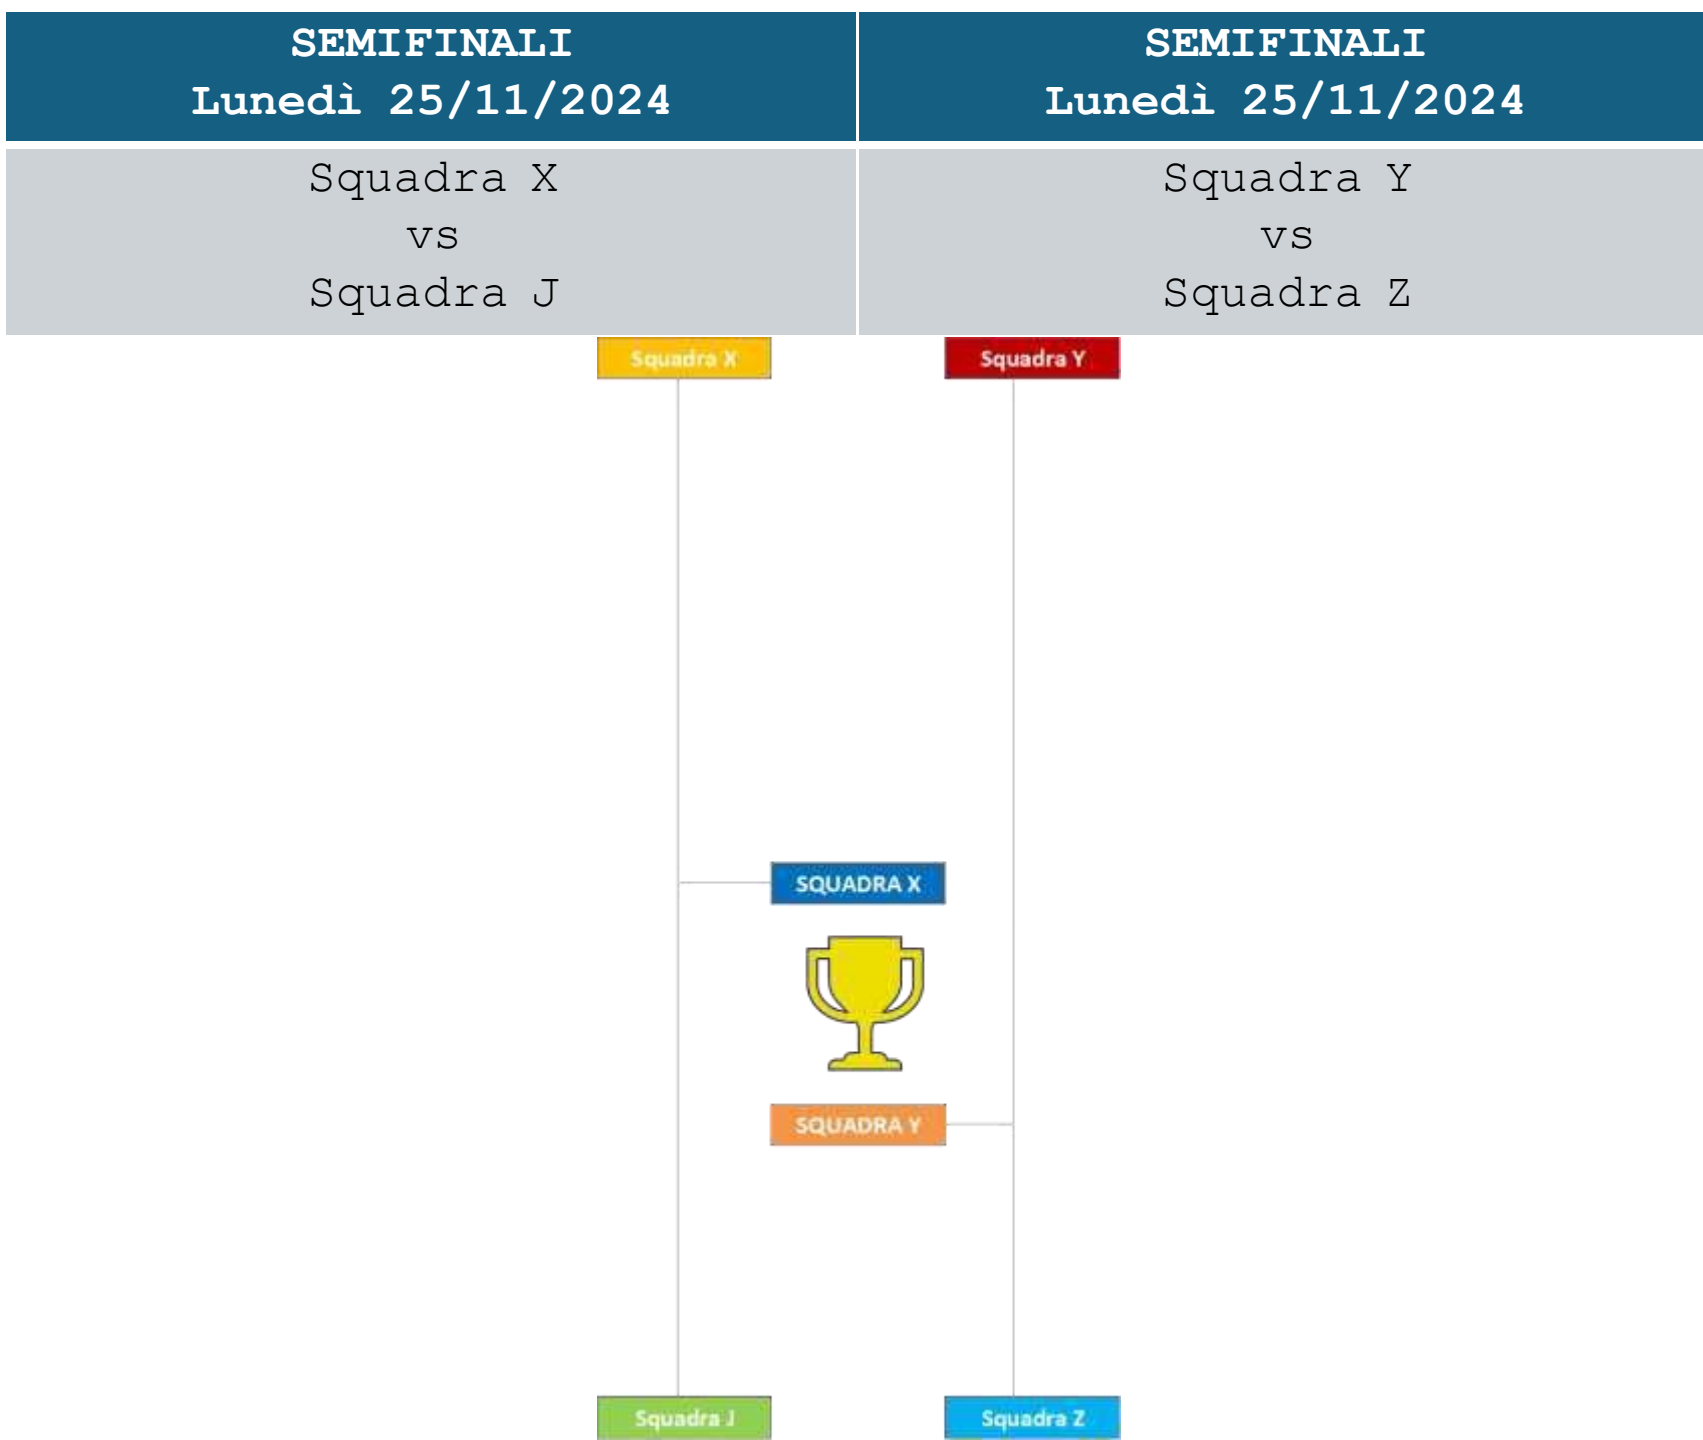 SEMIFINALI
Lunedì 25/11/2024
SEMIFINALI
Lunedì 25/11/2024
Squadra X
vs
Squadra J
Squadra Y
vs
Squadra Z
Squadra X
Squadra Y
SQUADRA X
SQUADRA Y
Squadra J
Squadra Z